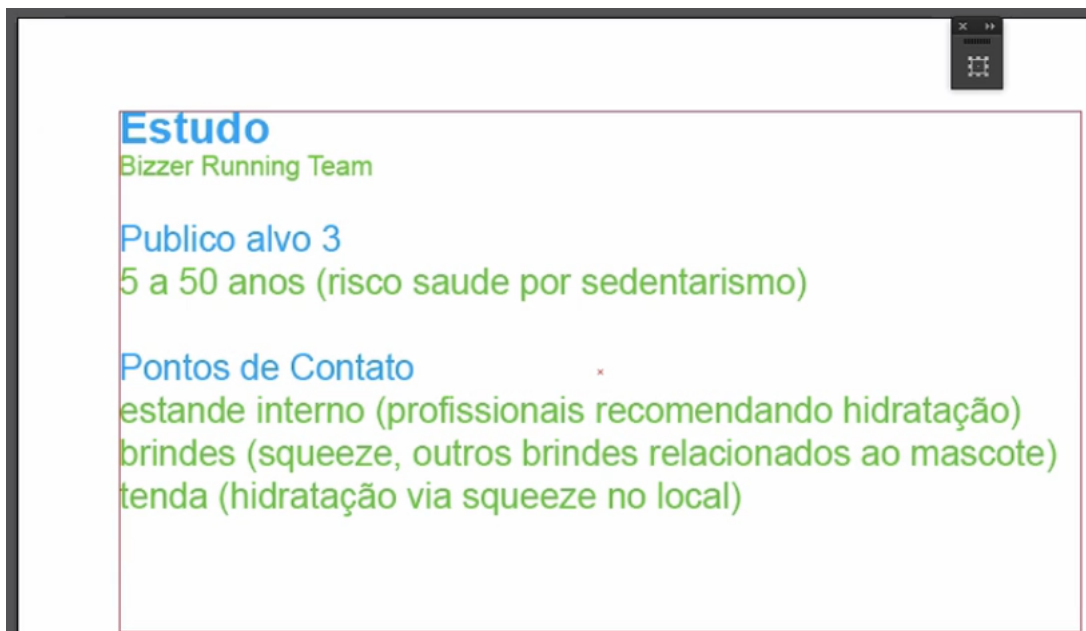 Estudo
Bizzer Running Team
Publico alvo 3
5 a 50 anos (risco saude por sedentarismo)
Pontos de Contato
estande interno (profissionais recomendando hidratação)
brindes (squeeze, outros brindes relacionados ao mascote)
tenda (hidratação via squeeze no local)